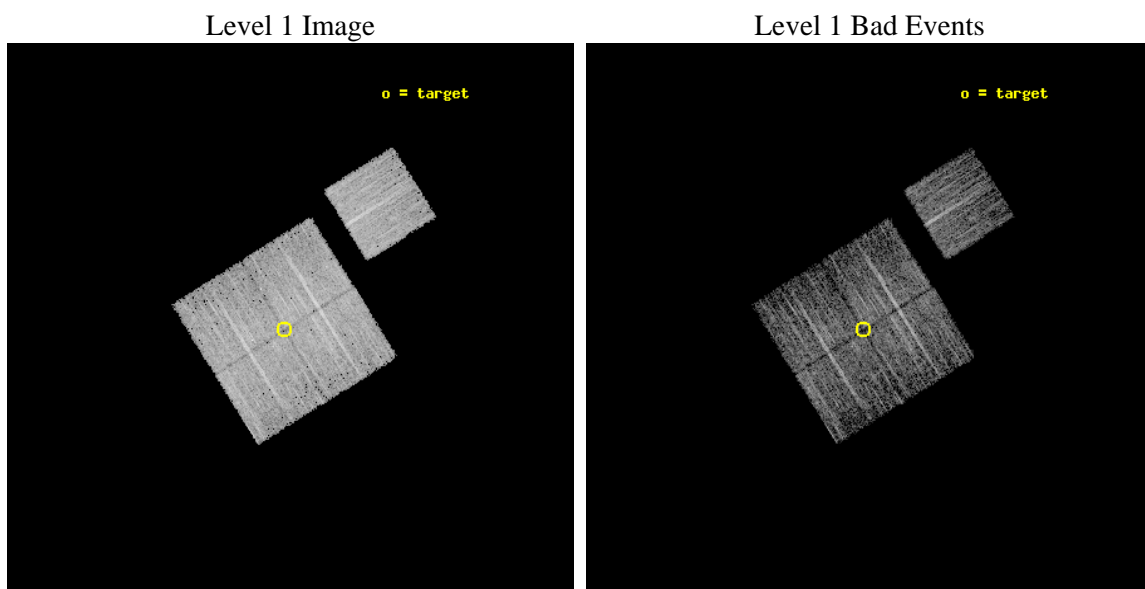 Level 1 Image
Level 1 Bad Events
o = target
o = target